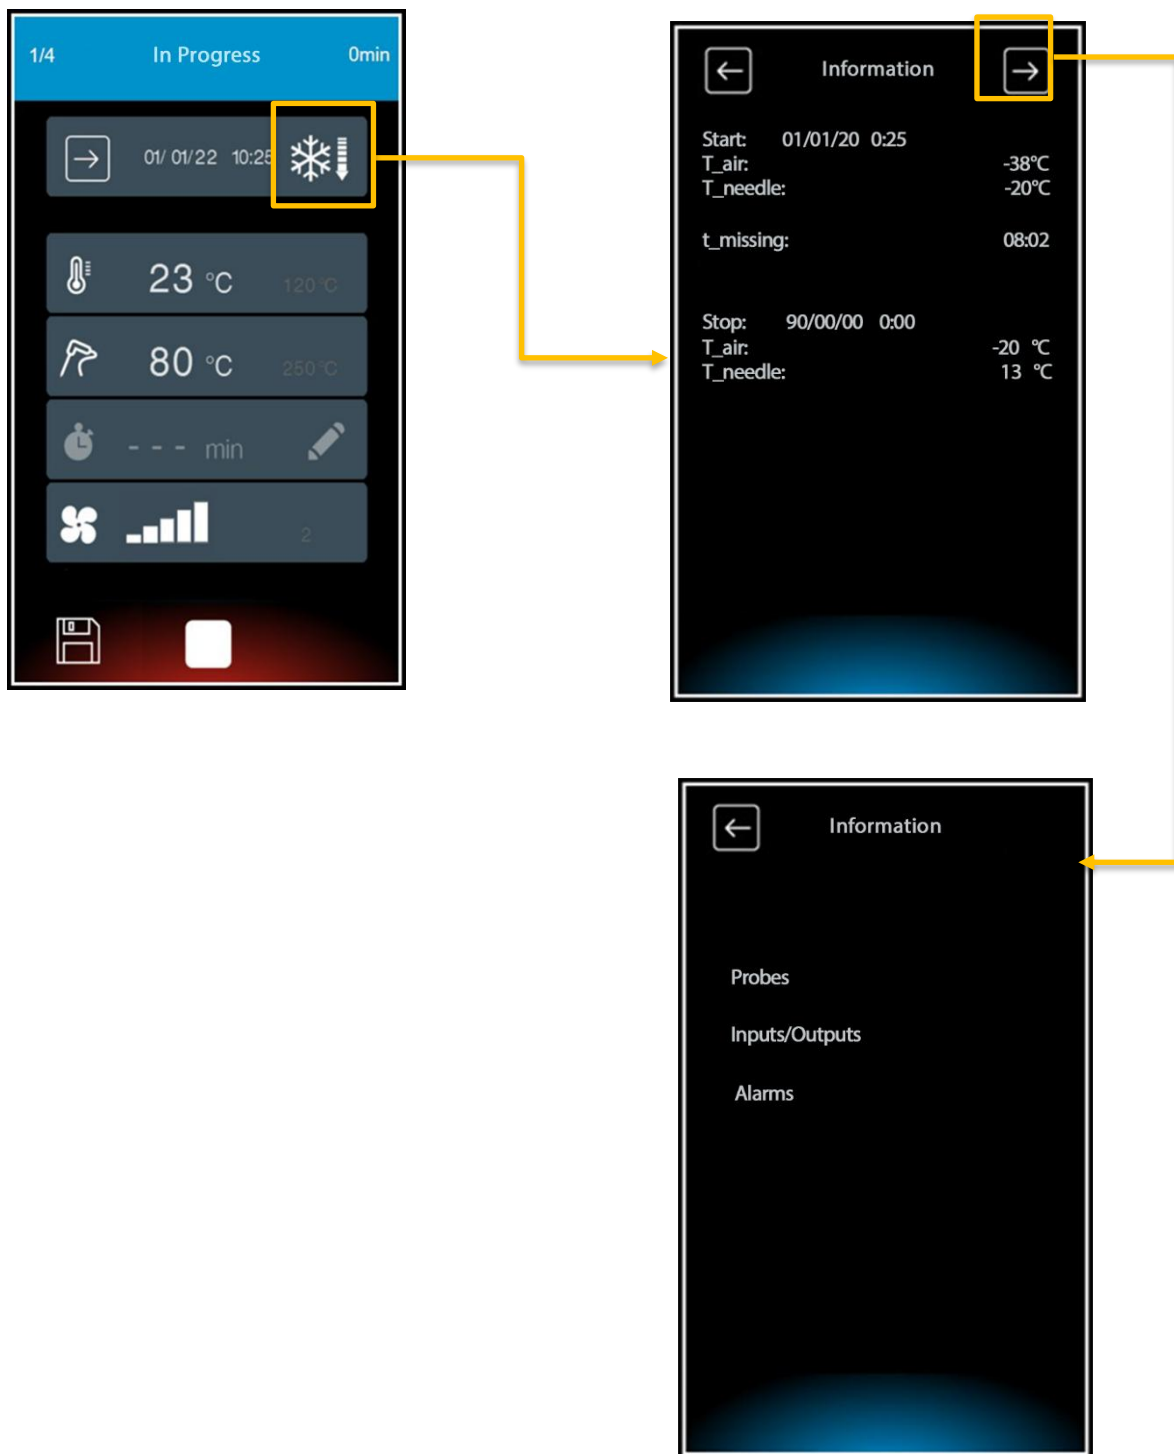 1/4 In Progress 0min
01/ 01/22 10:25
23 °C 120°C
80 °C 250°C
- - - min
2
Information
Start: 01/01/20 0:25
T_air: -38°C
T_needle: -20°C
t_missing: 08:02
Stop: 90/00/00 0:00
T_air: -20 °C
T_needle: 13 °C
Information
Probes
Inputs/Outputs
Alarms